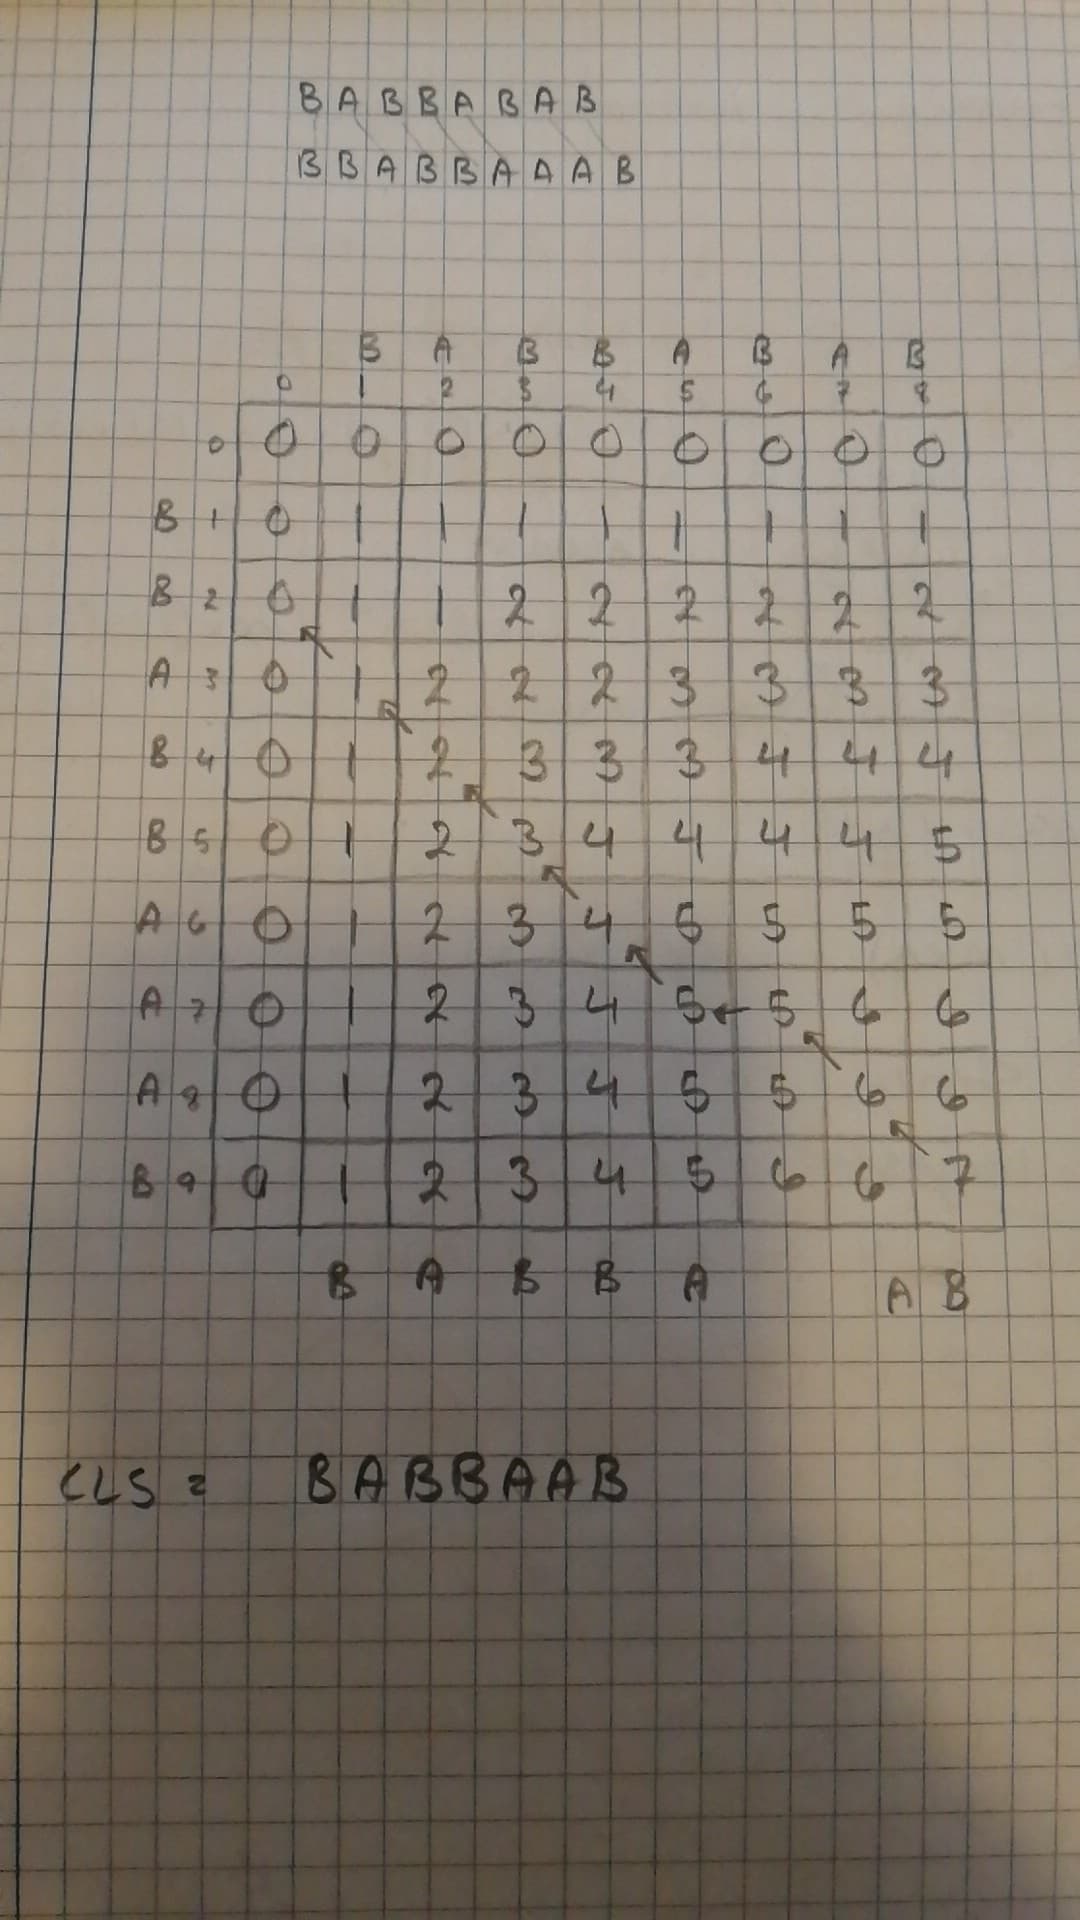 B A B B A B A B
B B A B B A A A B
B A B B A B A B
0 1 2 3 4 5 6 7 8
0 0 0 0 0 0 0 0 0 0
B 1 0 1 1 1 1 1 1 1 1
B 2 0 1 1 2 2 2 2 2 2
A 3 0 1 2 2 2 3 3 3 3
B 4 0 1 2 3 3 3 4 4 4
B 5 0 1 2 3 4 4 4 4 5
A 6 0 1 2 3 4 5 5 5 5
A 7 0 1 2 3 4 5 ← 5 6 6
A 8 0 1 2 3 4 5 5 6 6
B 9 0 1 2 3 4 5 6 6 7
B A B B A A B
CLS = BABBAAB